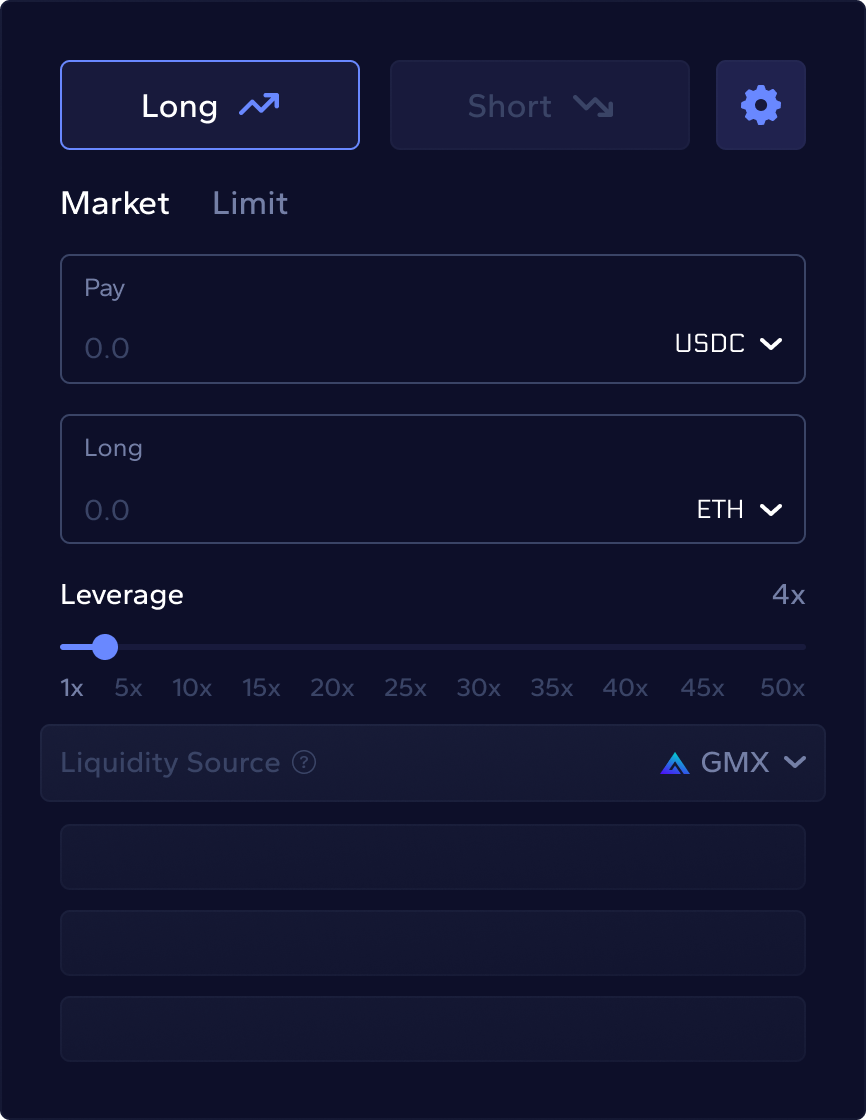 Long Short
Market Limit
Pay
0.0 USDC
Long
0.0 ETH
Leverage 4x
1x 5x 10x 15x 20x 25x 30x 35x 40x 45x 50x
Liquidity Source ? GMX